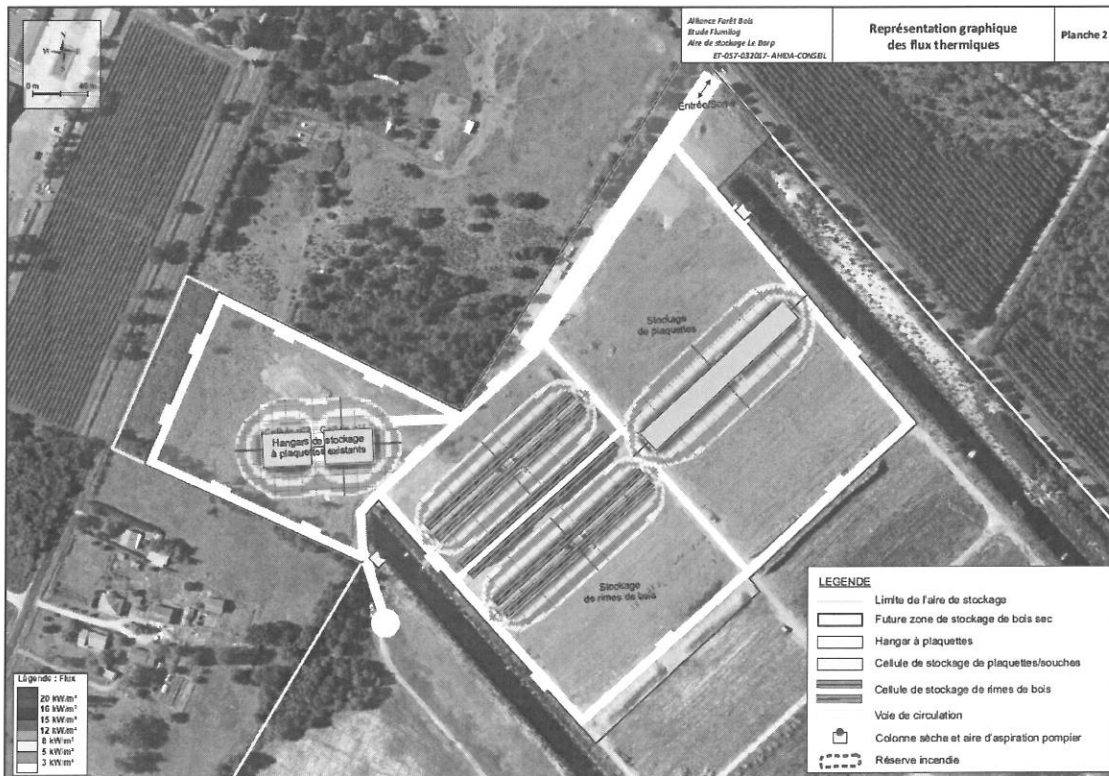 Alliance Forêt Bois
Etude Flumilog
Aire de stockage Le Barp
ET-057-032017- AHIDA-CONSEIL
Représentation graphique
des flux thermiques
Planche 2
0 m
Entrée/Sortie
Stockage
de plaquettes
Hangars de stockage
à plaquettes existants
Stockage
de rimes de bois
LEGENDE
Limite de l'aire de stockage
Future zone de stockage de bois sec
Hangar à plaquettes
Cellule de stockage de plaquettes/souches
Cellule de stockage de rimes de bois
Voie de circulation
Colonne sèche et aire d'aspiration pompier
Réserve incendie
Légende : Flux
20 kW/m²
16 kW/m²
15 kW/m²
12 kW/m²
8 kW/m²
5 kW/m²
3 kW/m²